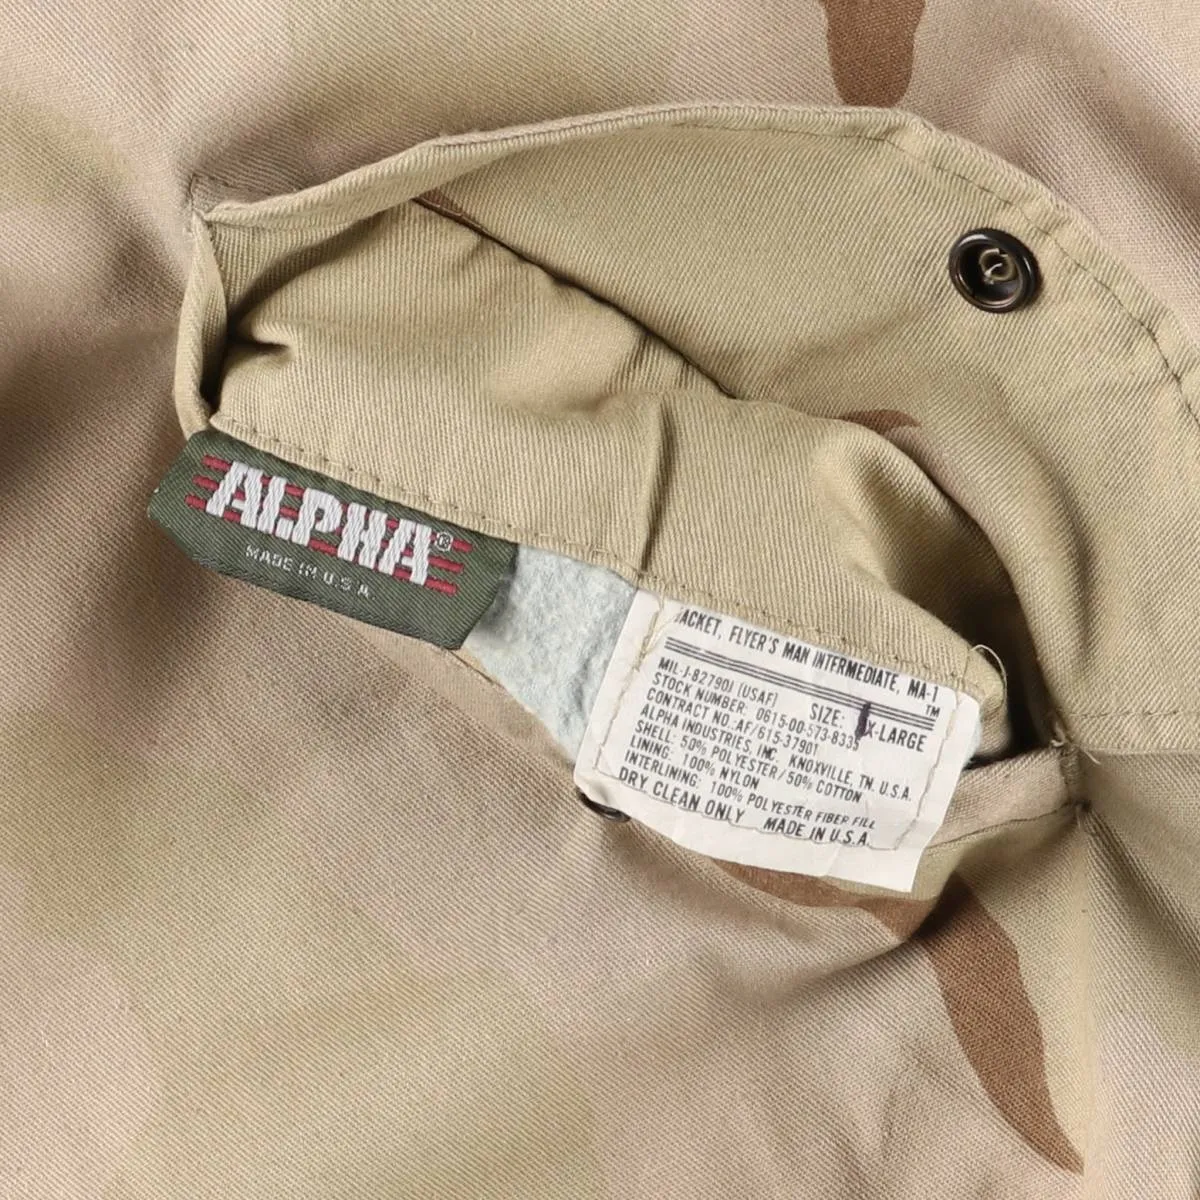 ALPHA®
MADE IN U.S.A
JACKET, FLYER'S MAN INTERMEDIATE, MA-1
TM
MIL-J-82790J (USAF) SIZE: X-LARGE
STOCK NUMBER: 0615-00-573-8335
CONTRACT NO.:AF/615-37901
ALPHA INDUSTRIES, INC. KNOXVILLE, TN. U.S.A.
SHELL: 50% POLYESTER/50% COTTON
LINING: 100% NYLON
INTERLINING: 100% POLYESTER FIBER FILL
DRY CLEAN ONLY MADE IN U.S.A.